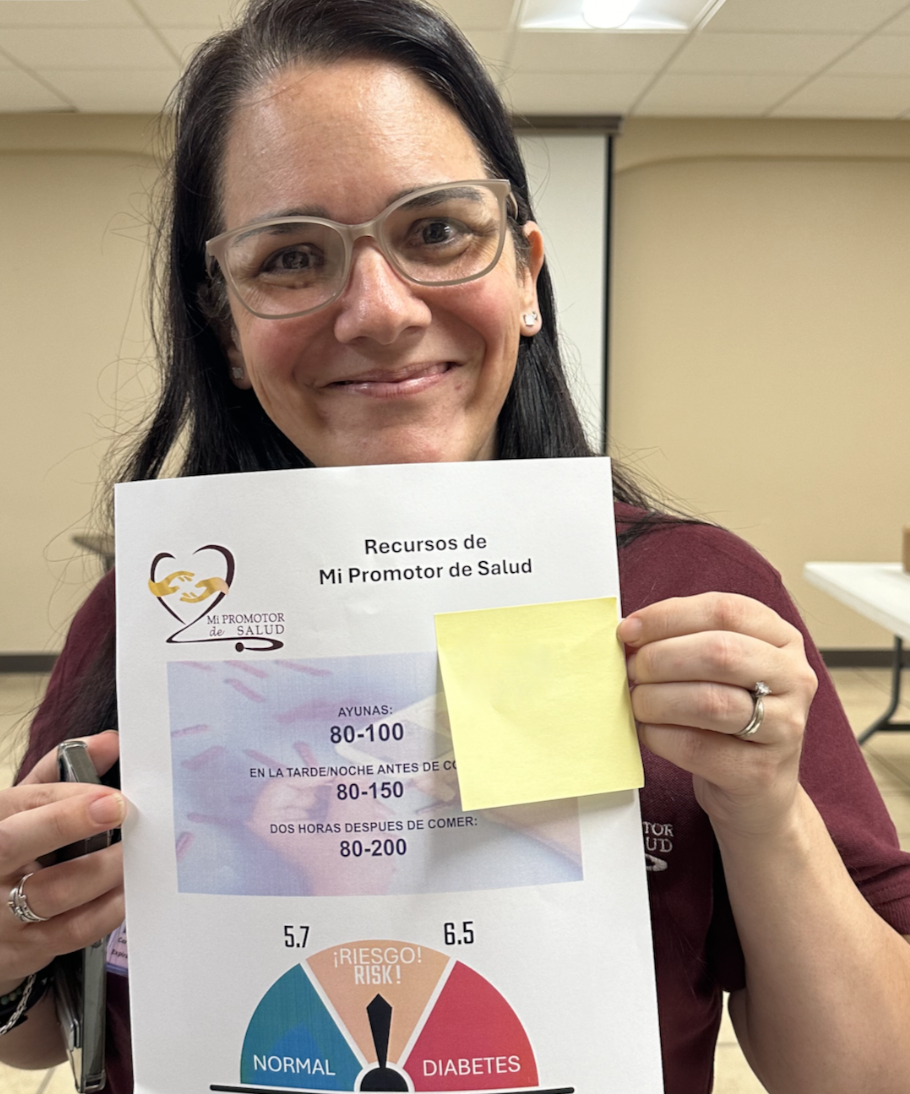 Recursos de
Mi Promotor de Salud
Mi PROMOTOR
de SALUD
AYUNAS:
80-100
EN LA TARDE/NOCHE ANTES DE
80-150
DOS HORAS DESPUES DE COMER:
80-200
5.7
6.5
¡RIESGO!
RISK!
NORMAL
DIABETES